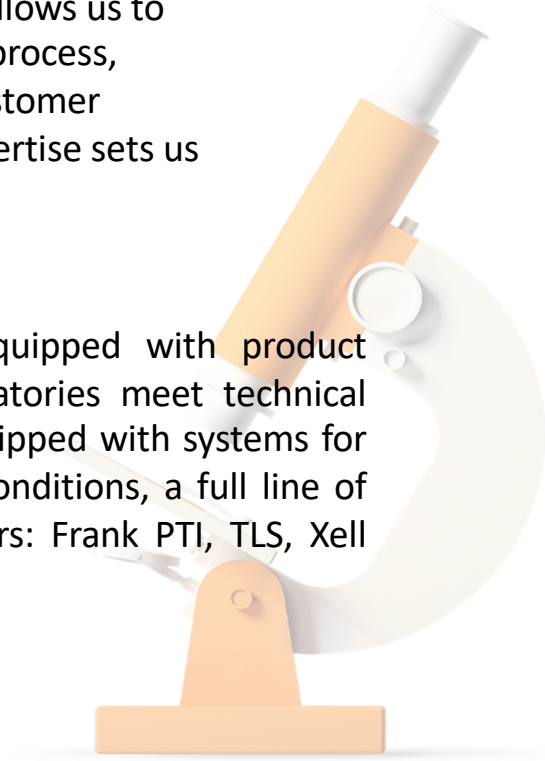 llows us to
process,
stomer
ertise sets us
quipped with product
atories meet technical
ipped with systems for
onditions, a full line of
rs: Frank PTI, TLS, Xell